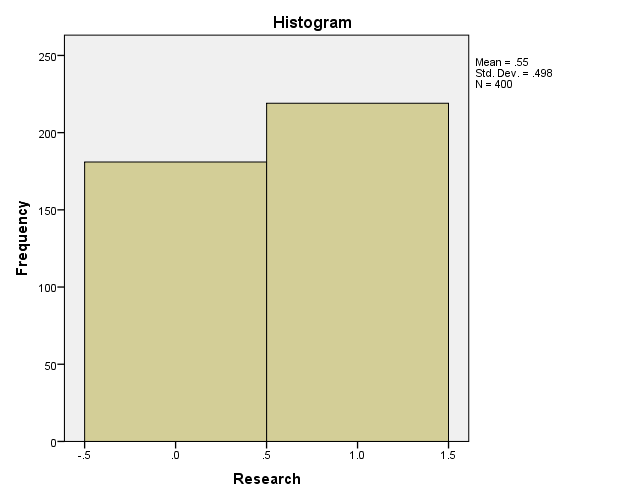 Histogram
Mean = .55
Std. Dev. = .498
N = 400
250
200
150
100
50
0
Frequency
-.5 .0 .5 1.0 1.5
Research